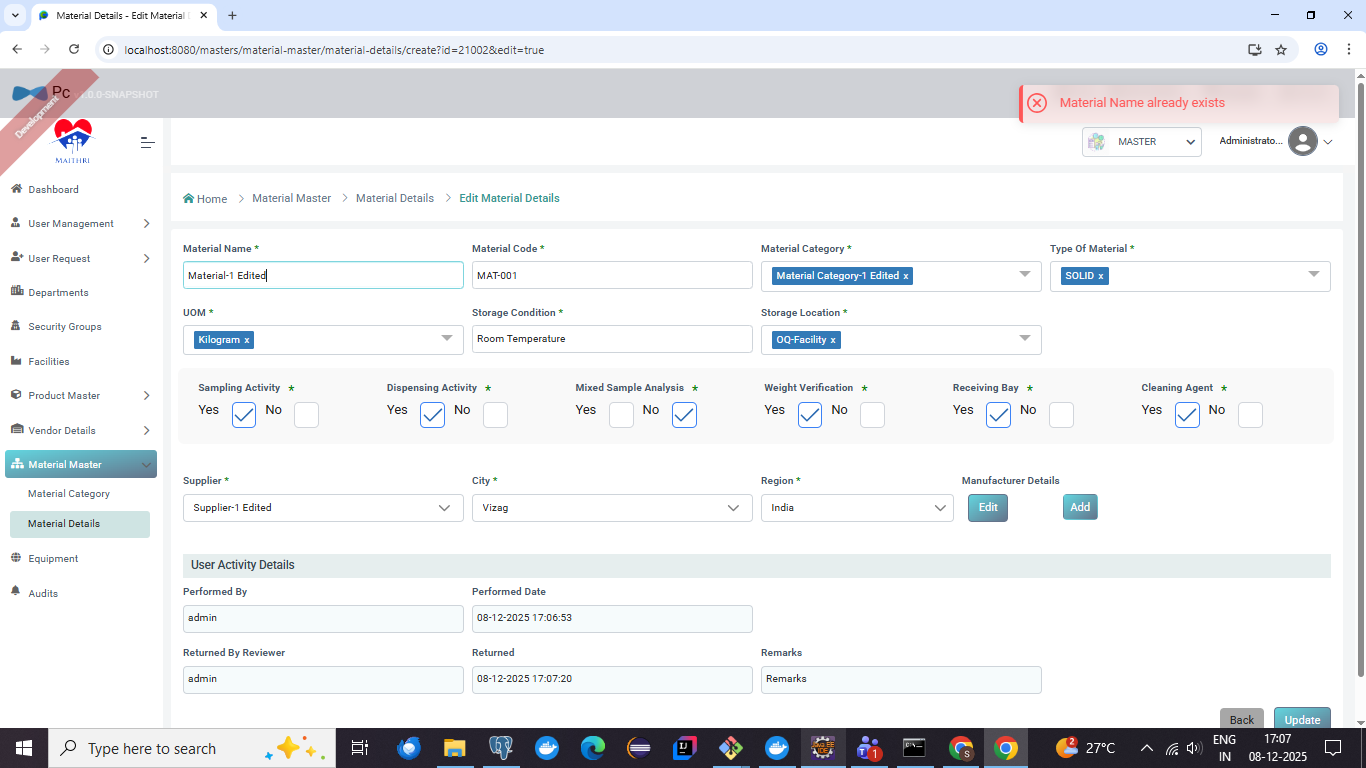 Material Details - Edit Material
localhost:8080/masters/material-master/material-details/create?id=21002&edit=true
Pc 1.0.0-SNAPSHOT
Development
Material Name already exists
MAITHRI
MASTER
Administrato...
Dashboard
User Management
User Request
Departments
Security Groups
Facilities
Product Master
Vendor Details
Material Master
Material Category
Material Details
Equipment
Audits
Home > Material Master > Material Details > Edit Material Details
Material Name * Material Code * Material Category * Type Of Material *
Material-1 Edited MAT-001 Material Category-1 Edited x SOLID x
UOM * Storage Condition * Storage Location *
Kilogram x Room Temperature OQ-Facility x
Sampling Activity * Dispensing Activity * Mixed Sample Analysis * Weight Verification * Receiving Bay * Cleaning Agent *
Yes No Yes No Yes No Yes No Yes No Yes No
Supplier * City * Region * Manufacturer Details
Supplier-1 Edited Vizag India Edit Add
User Activity Details
Performed By Performed Date
admin 08-12-2025 17:06:53
Returned By Reviewer Returned Remarks
admin 08-12-2025 17:07:20 Remarks
Back Update
Type here to search
27°C
ENG
IN
17:07
08-12-2025